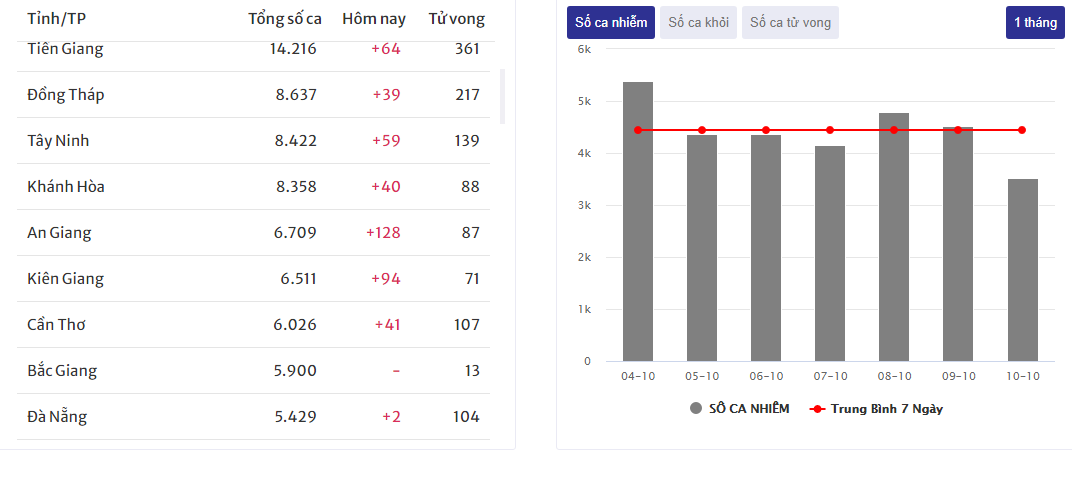 Tỉnh/TP Tổng số ca Hôm nay Tử vong
Tiền Giang 14.216 +64 361
Đồng Tháp 8.637 +39 217
Tây Ninh 8.422 +59 139
Khánh Hòa 8.358 +40 88
An Giang 6.709 +128 87
Kiên Giang 6.511 +94 71
Cần Thơ 6.026 +41 107
Bắc Giang 5.900 - 13
Đà Nẵng 5.429 +2 104
Số ca nhiễm Số ca khỏi Số ca tử vong 1 tháng
6k
5k
4k
3k
2k
1k
0
04-10 05-10 06-10 07-10 08-10 09-10 10-10
SỐ CA NHIỄM Trung Bình 7 Ngày